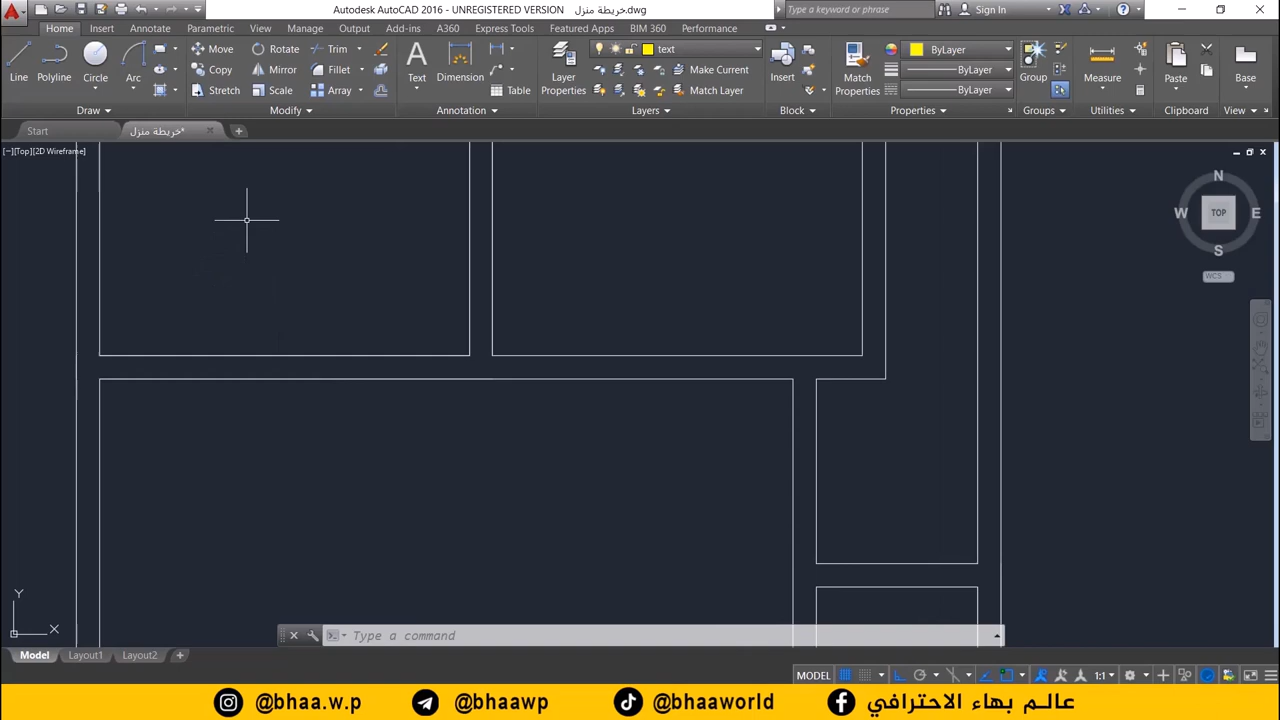 Autodesk AutoCAD 2016 - UNREGISTERED VERSION خريطة منزل.dwg
Type a keyword or phrase
Sign In
Home Insert Annotate Parametric View Manage Output Add-ins A360 Express Tools Featured Apps BIM 360 Performance
Line Polyline Circle Arc
Move Rotate Trim
Copy Mirror Fillet
Stretch Scale Array
Text Dimension Table
Layer Properties
text
Make Current
Match Layer
Insert
Match Properties
ByLayer
ByLayer
ByLayer
Group
Measure
Paste
Base
Draw Modify Annotation Layers Block Properties Groups Utilities Clipboard View
Start خريطة منزل*
[−][Top][2D Wireframe]
N
W TOP E
S
WCS
Y
X
Type a command
Model Layout1 Layout2
MODEL 1:1
@bhaa.w.p @bhaawp @bhaaworld عالم بهاء الاحترافي